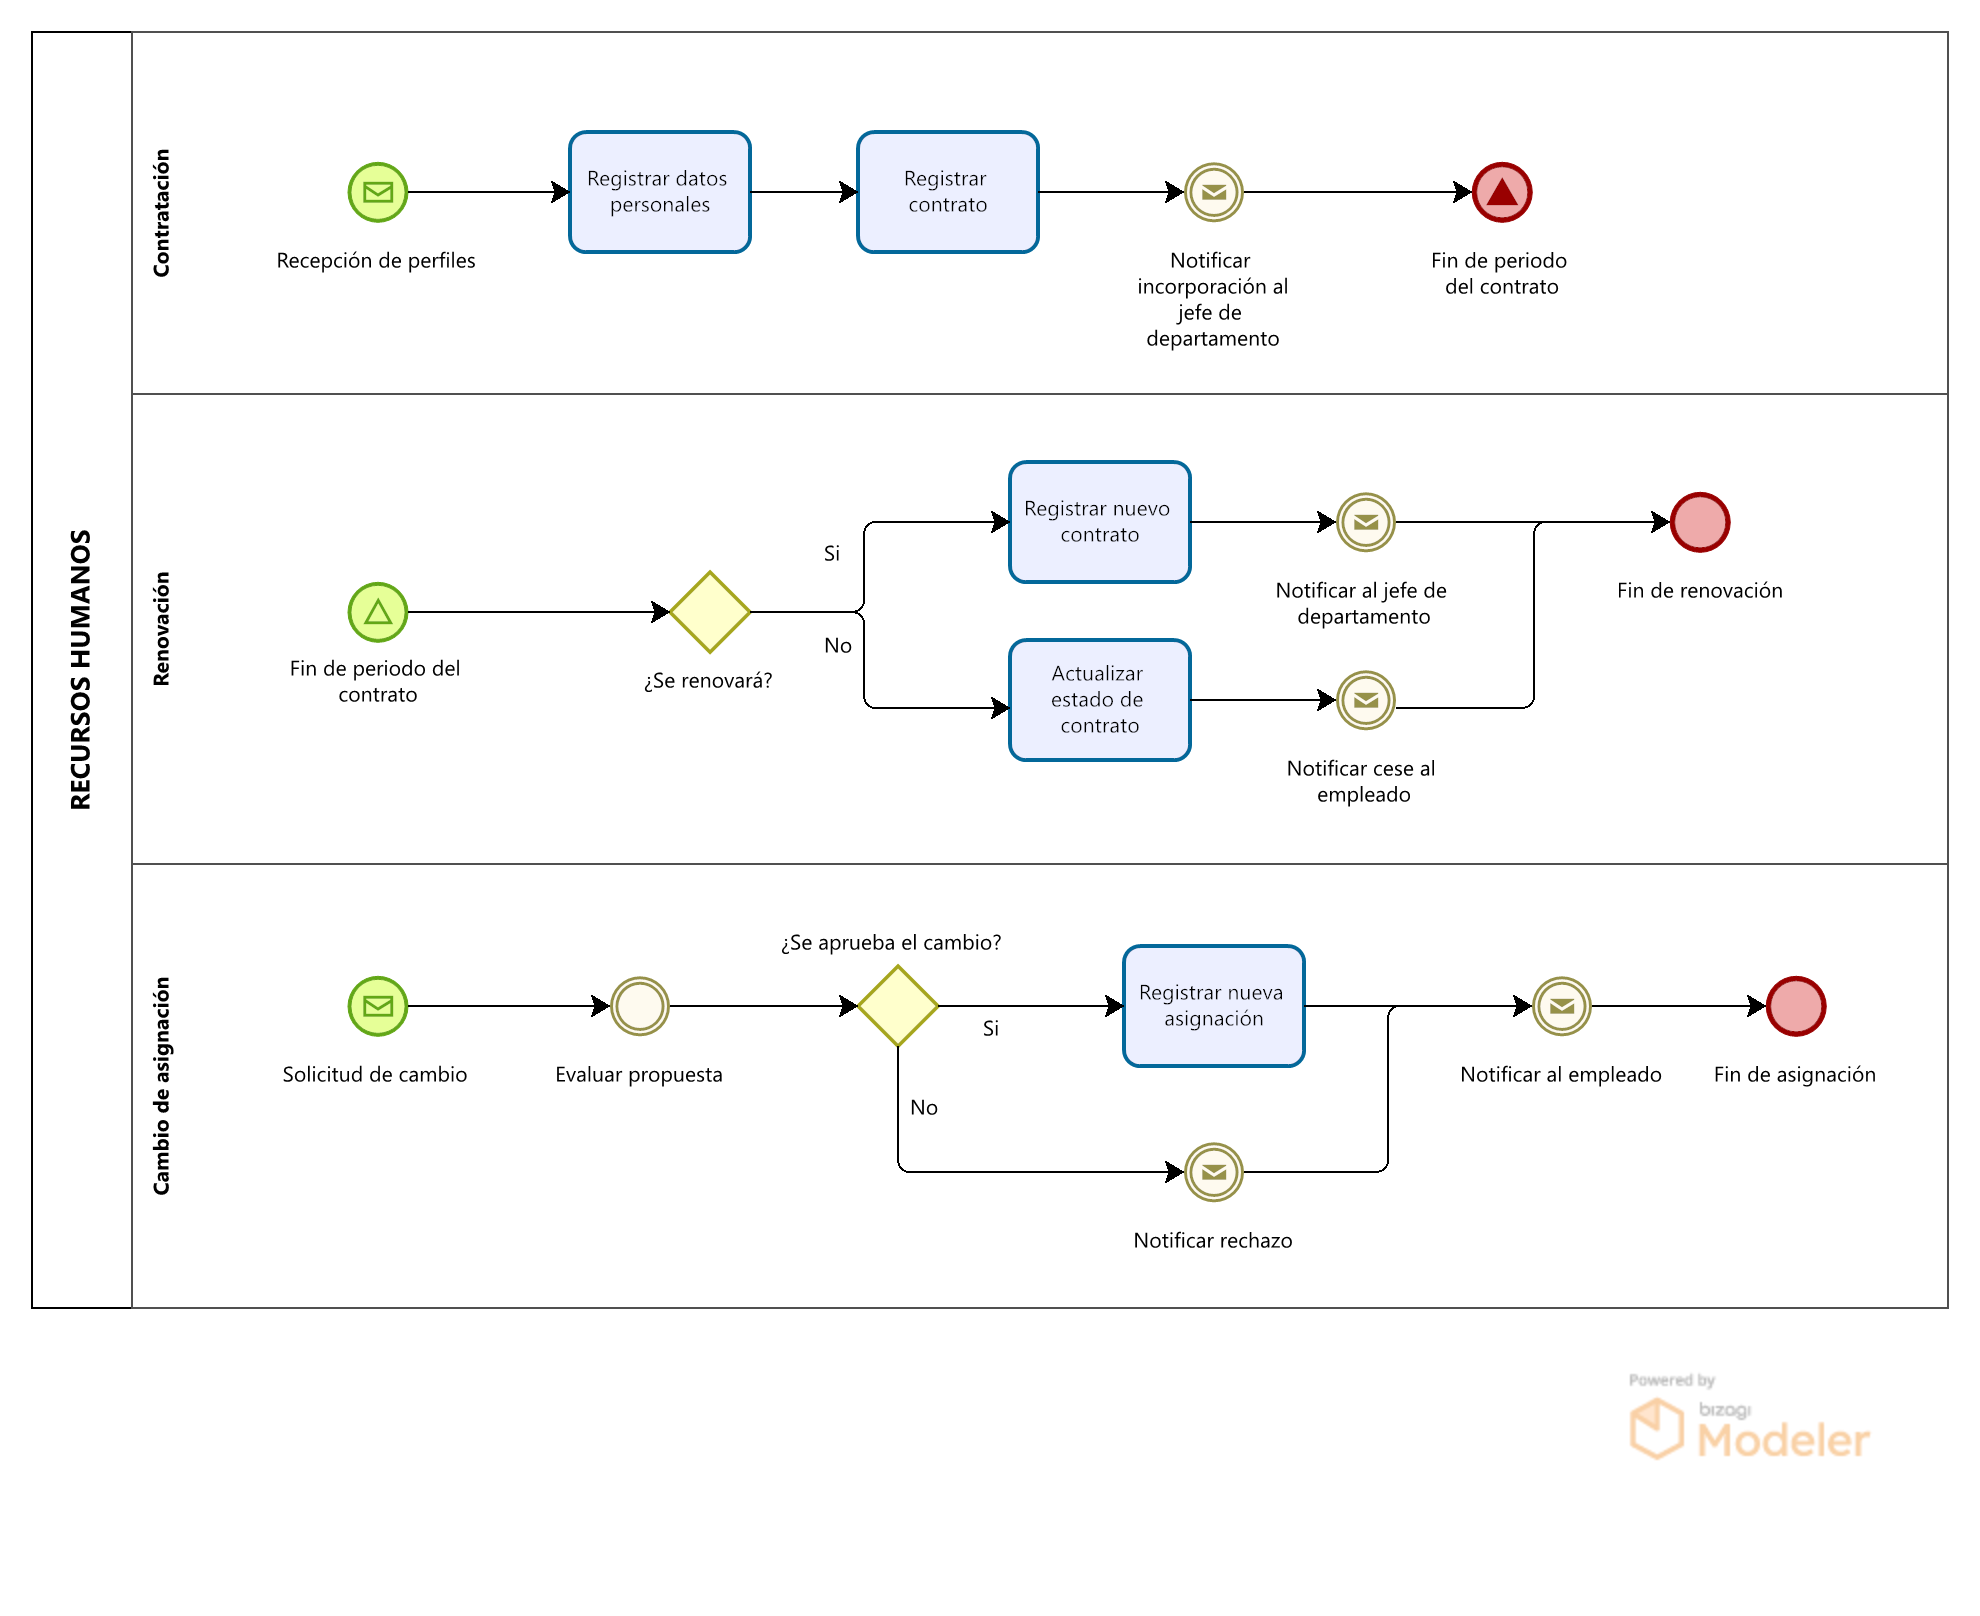 RECURSOS HUMANOS
Contratación
Recepción de perfiles
Registrar datos
personales
Registrar
contrato
Notificar
incorporación al
jefe de
departamento
Fin de periodo
del contrato
Renovación
Fin de periodo del
contrato
¿Se renovará?
Si
No
Registrar nuevo
contrato
Notificar al jefe de
departamento
Fin de renovación
Actualizar
estado de
contrato
Notificar cese al
empleado
Cambio de asignación
Solicitud de cambio
Evaluar propuesta
¿Se aprueba el cambio?
Si
No
Registrar nueva
asignación
Notificar rechazo
Notificar al empleado
Fin de asignación
Powered by
bizagi
Modeler